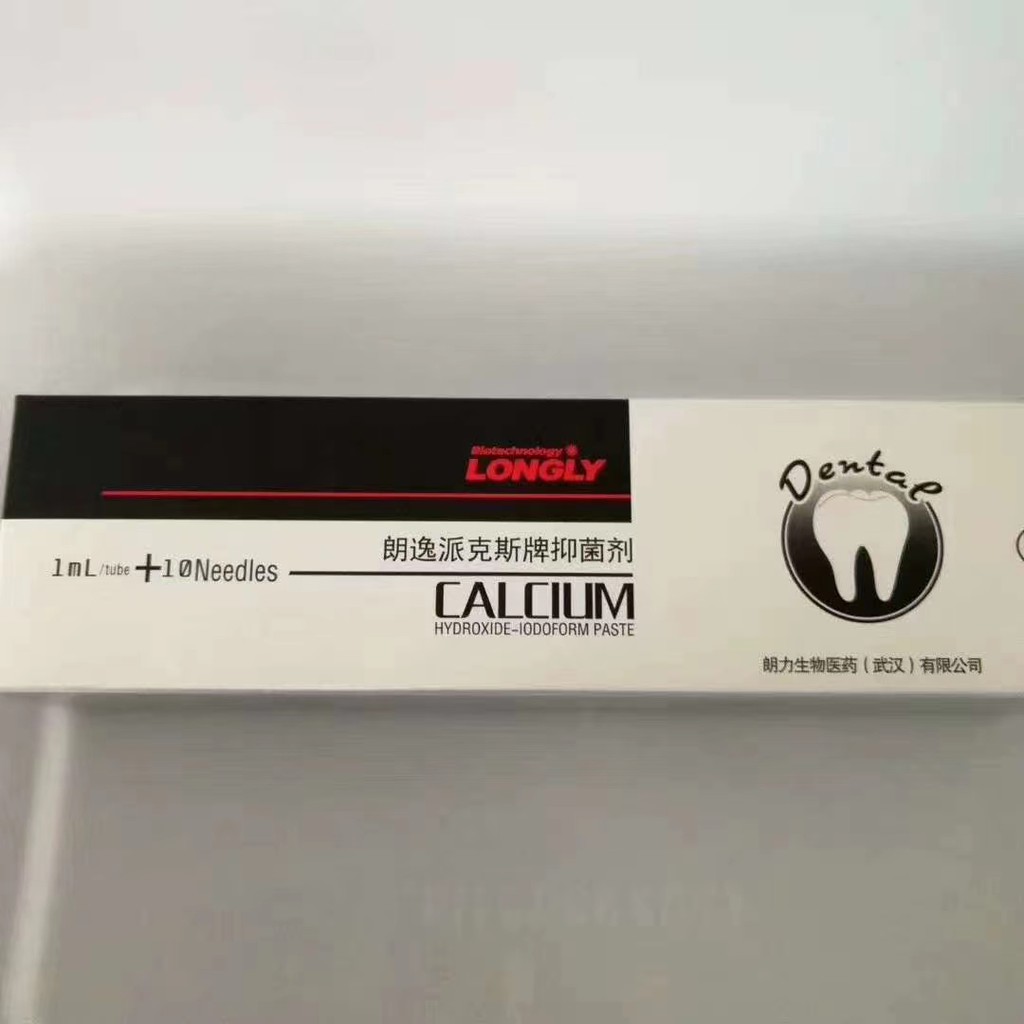 Biotechnology
LONGLY
1mL/tube +10Needles
朗逸派克斯牌抑菌剂
CALCIUM
HYDROXIDE-IODOFORM PASTE
Dental
朗力生物医药（武汉）有限公司